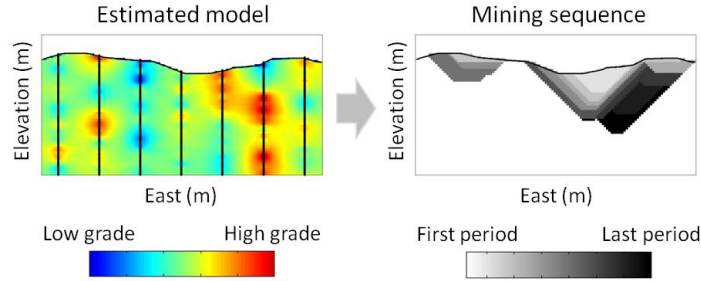 Estimated model
Mining sequence
Elevation (m)
Elevation (m)
East (m)
East (m)
Low grade
High grade
First period
Last period